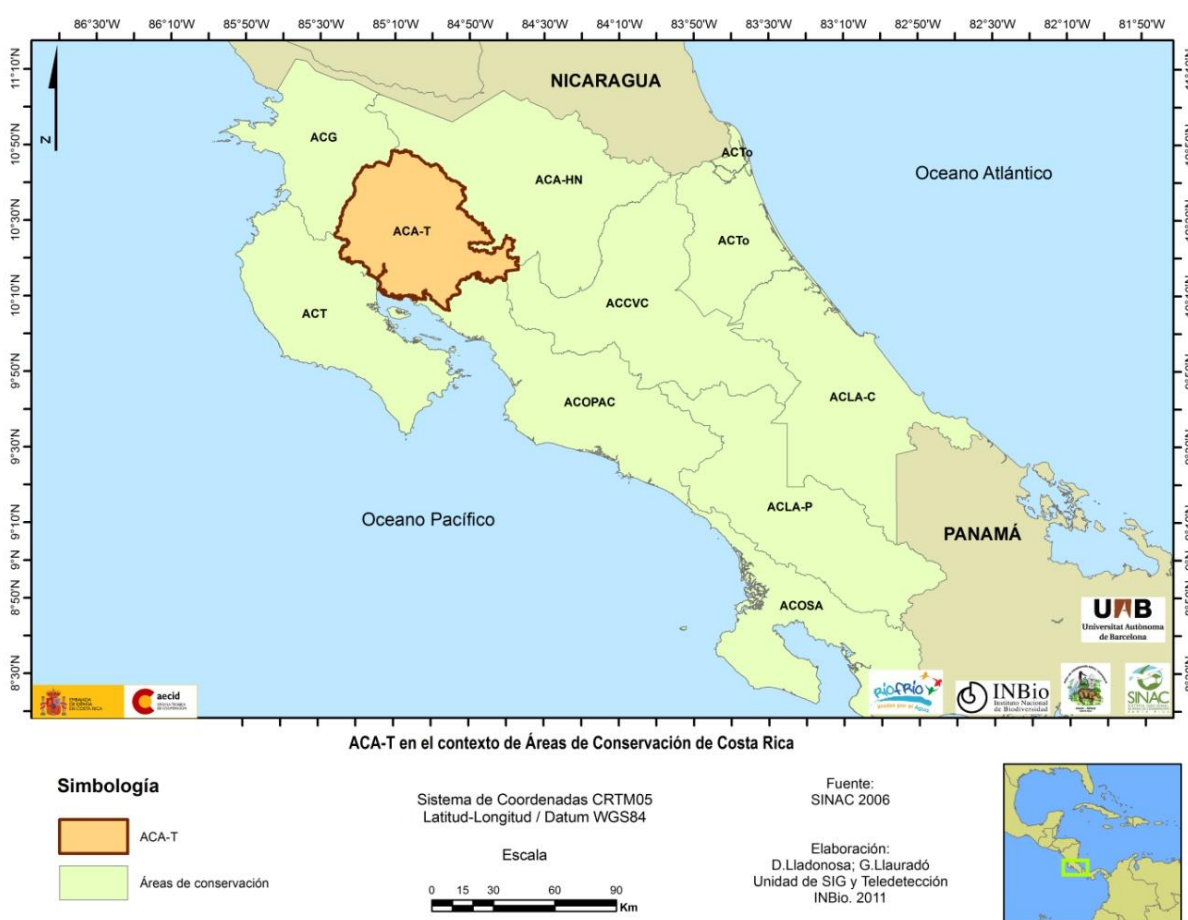 86°30'W 85°50'W 85°30'W 85°10'W 84°50'W 84°30'W 84°10'W 83°50'W 83°30'W 83°10'W 82°50'W 82°30'W 82°10'W 81°50'W
11°10'N
10°50'N
10°30'N
10°10'N
9°50'N
9°30'N
9°10'N
9°N
8°50'N
8°30'N
N
NICARAGUA
Oceano Atlántico
ACG
ACTo
ACA-HN
ACA-T
ACTo
ACT
ACCVC
ACOPAC
ACLA-C
Oceano Pacífico
ACLA-P
PANAMÁ
ACOSA
UAB
Universitat Autònoma
de Barcelona
aecid
riofrío
INBio
Instituto Nacional
de Biodiversidad
SINAC
ACA-T en el contexto de Áreas de Conservación de Costa Rica
Simbología
ACA-T
Áreas de conservación
Sistema de Coordenadas CRTM05
Latitud-Longitud / Datum WGS84
Escala
0 15 30 60 90
Km
Fuente:
SINAC 2006
Elaboración:
D.Lladonosa; G.Llauradó
Unidad de SIG y Teledetección
INBio. 2011